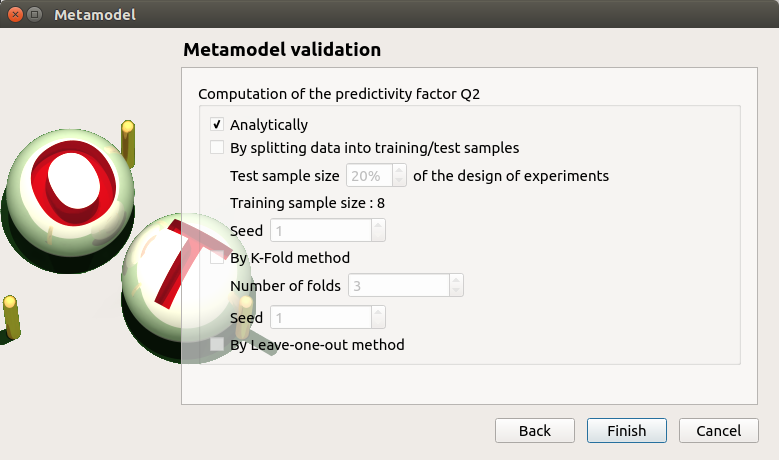 Metamodel
Metamodel validation
Computation of the predictivity factor Q2
Analytically
By splitting data into training/test samples
Test sample size 20% of the design of experiments
Training sample size : 8
Seed 1
By K-Fold method
Number of folds 3
Seed 1
By Leave-one-out method
Back Finish Cancel
O
T